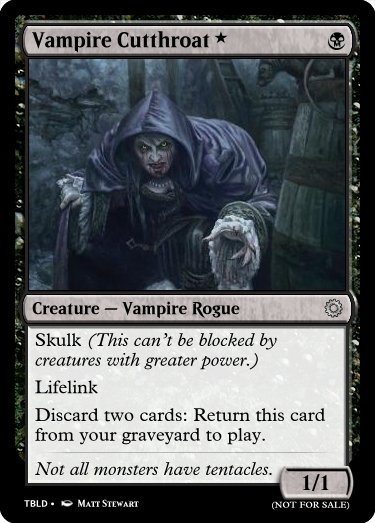 Vampire Cutthroat ★
Creature — Vampire Rogue
Skulk (This can't be blocked by
creatures with greater power.)
Lifelink
Discard two cards: Return this card
from your graveyard to play.
Not all monsters have tentacles.
1/1
TBLD • Matt Stewart
(NOT FOR SALE)